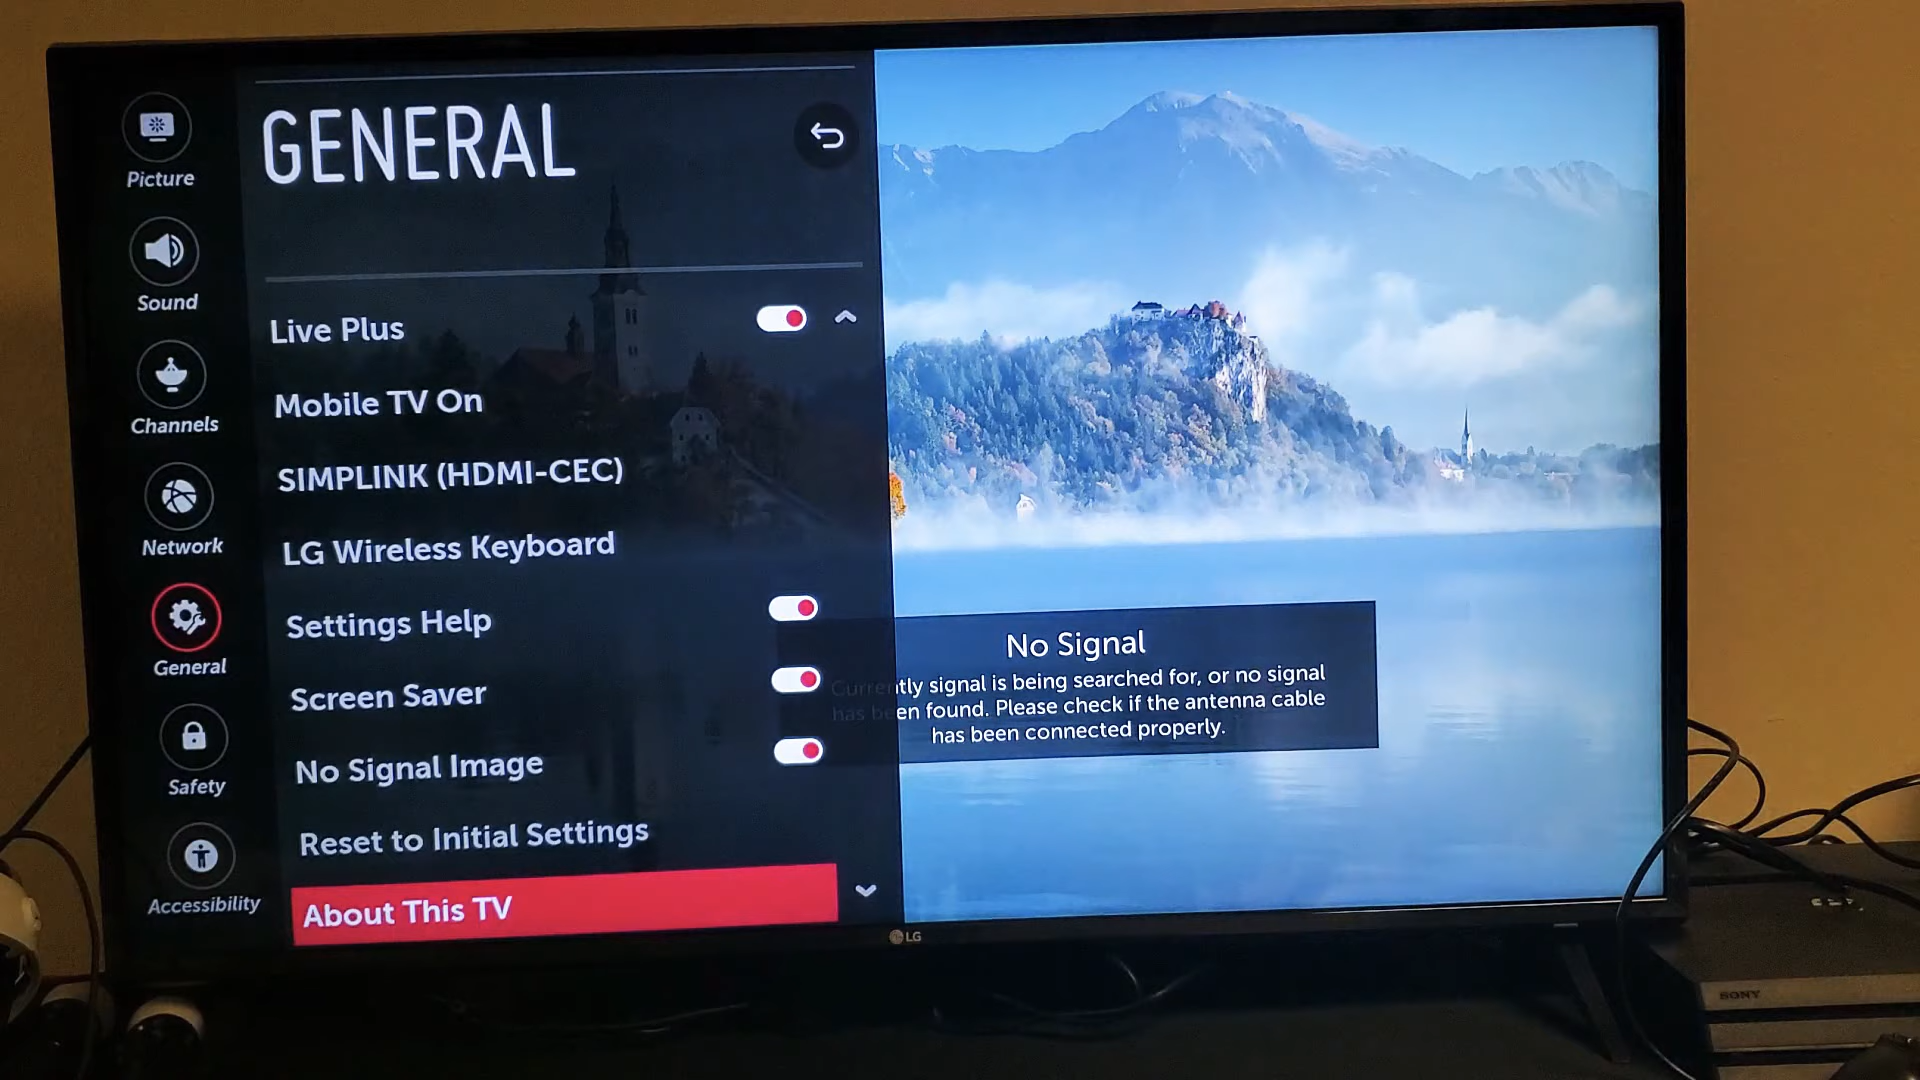 GENERAL
Picture
Sound
Channels
Network
General
Safety
Accessibility
Live Plus
Mobile TV On
SIMPLINK (HDMI-CEC)
LG Wireless Keyboard
Settings Help
Screen Saver
No Signal Image
Reset to Initial Settings
About This TV
No Signal
Currently signal is being searched for, or no signal
has been found. Please check if the antenna cable
has been connected properly.
LG
SONY